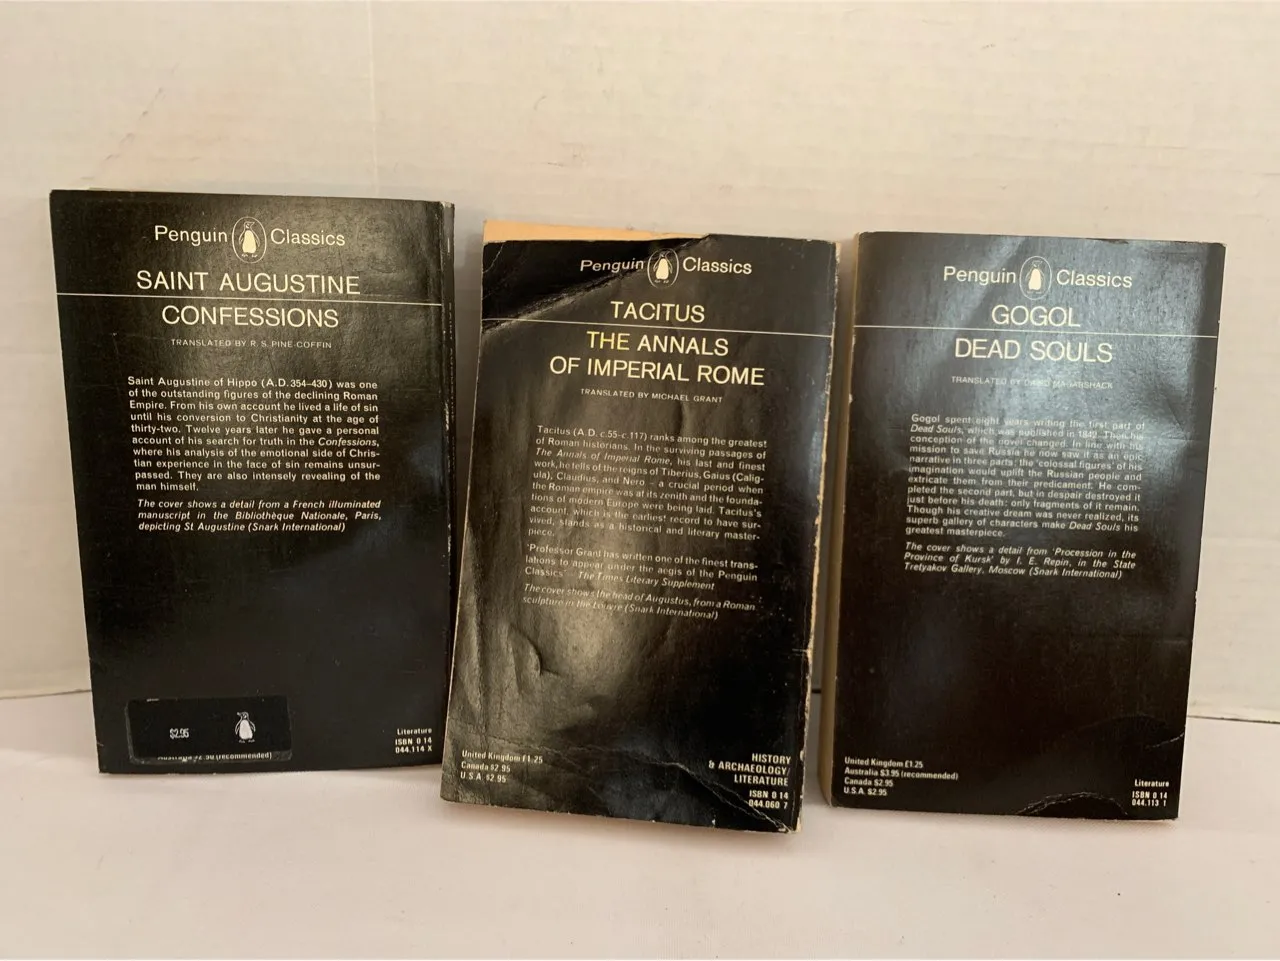 Penguin Classics
SAINT AUGUSTINE
CONFESSIONS
TRANSLATED BY R. S. PINE-COFFIN
Saint Augustine of Hippo (A.D. 354–430) was one
of the outstanding figures of the declining Roman
Empire. From his own account he lived a life of sin
until his conversion to Christianity at the age of
thirty-two. Twelve years later he gave a personal
account of his search for truth in the Confessions,
where his analysis of the emotional side of Chris-
tian experience in the face of sin remains unsur-
passed. They are also intensely revealing of the
man himself.
The cover shows a detail from a French illuminated
manuscript in the Bibliothèque Nationale, Paris,
depicting St Augustine (Snark International)
$2.95
(recommended)
Literature
ISBN 0 14
044.114 X
Penguin Classics
TACITUS
THE ANNALS
OF IMPERIAL ROME
TRANSLATED BY MICHAEL GRANT
Tacitus (A.D. c.55–c.117) ranks among the greatest
of Roman historians. In the surviving passages of
The Annals of Imperial Rome, his last and finest
work, he tells of the reigns of Tiberius, Gaius (Calig-
ula), Claudius, and Nero – a crucial period when
the Roman empire was at its zenith and the founda-
tions of modern Europe were being laid. Tacitus's
account, which is the earliest record to have sur-
vived, stands as a historical and literary master-
piece.
'Professor Grant has written one of the finest trans-
lations to appear under the aegis of the Penguin
Classics' – The Times Literary Supplement
The cover shows the head of Augustus, from a Roman
sculpture in the Louvre (Snark International)
United Kingdom £1.25
Canada $2.95
U.S.A. $2.95
HISTORY
& ARCHAEOLOGY/
LITERATURE
ISBN 0 14
044.060 7
Penguin Classics
GOGOL
DEAD SOULS
TRANSLATED BY DAVID MAGARSHACK
Gogol spent eight years writing the first part of
Dead Souls, which was published in 1842. Then his
conception of the novel changed. In line with his
mission to save Russia he now saw it as an epic
narrative in three parts: the 'colossal figures' of his
imagination would uplift the Russian people and
extricate them from their predicament. He com-
pleted the second part, but in despair destroyed it
just before his death: only fragments of it remain.
Though his creative dream was never realized, its
superb gallery of characters make Dead Souls his
greatest masterpiece.
The cover shows a detail from 'Procession in the
Province of Kursk' by I. E. Repin, in the State
Tretyakov Gallery, Moscow (Snark International)
United Kingdom £1.25
Australia $3.95 (recommended)
Canada $2.95
U.S.A. $2.95
Literature
ISBN 0 14
044.113 1